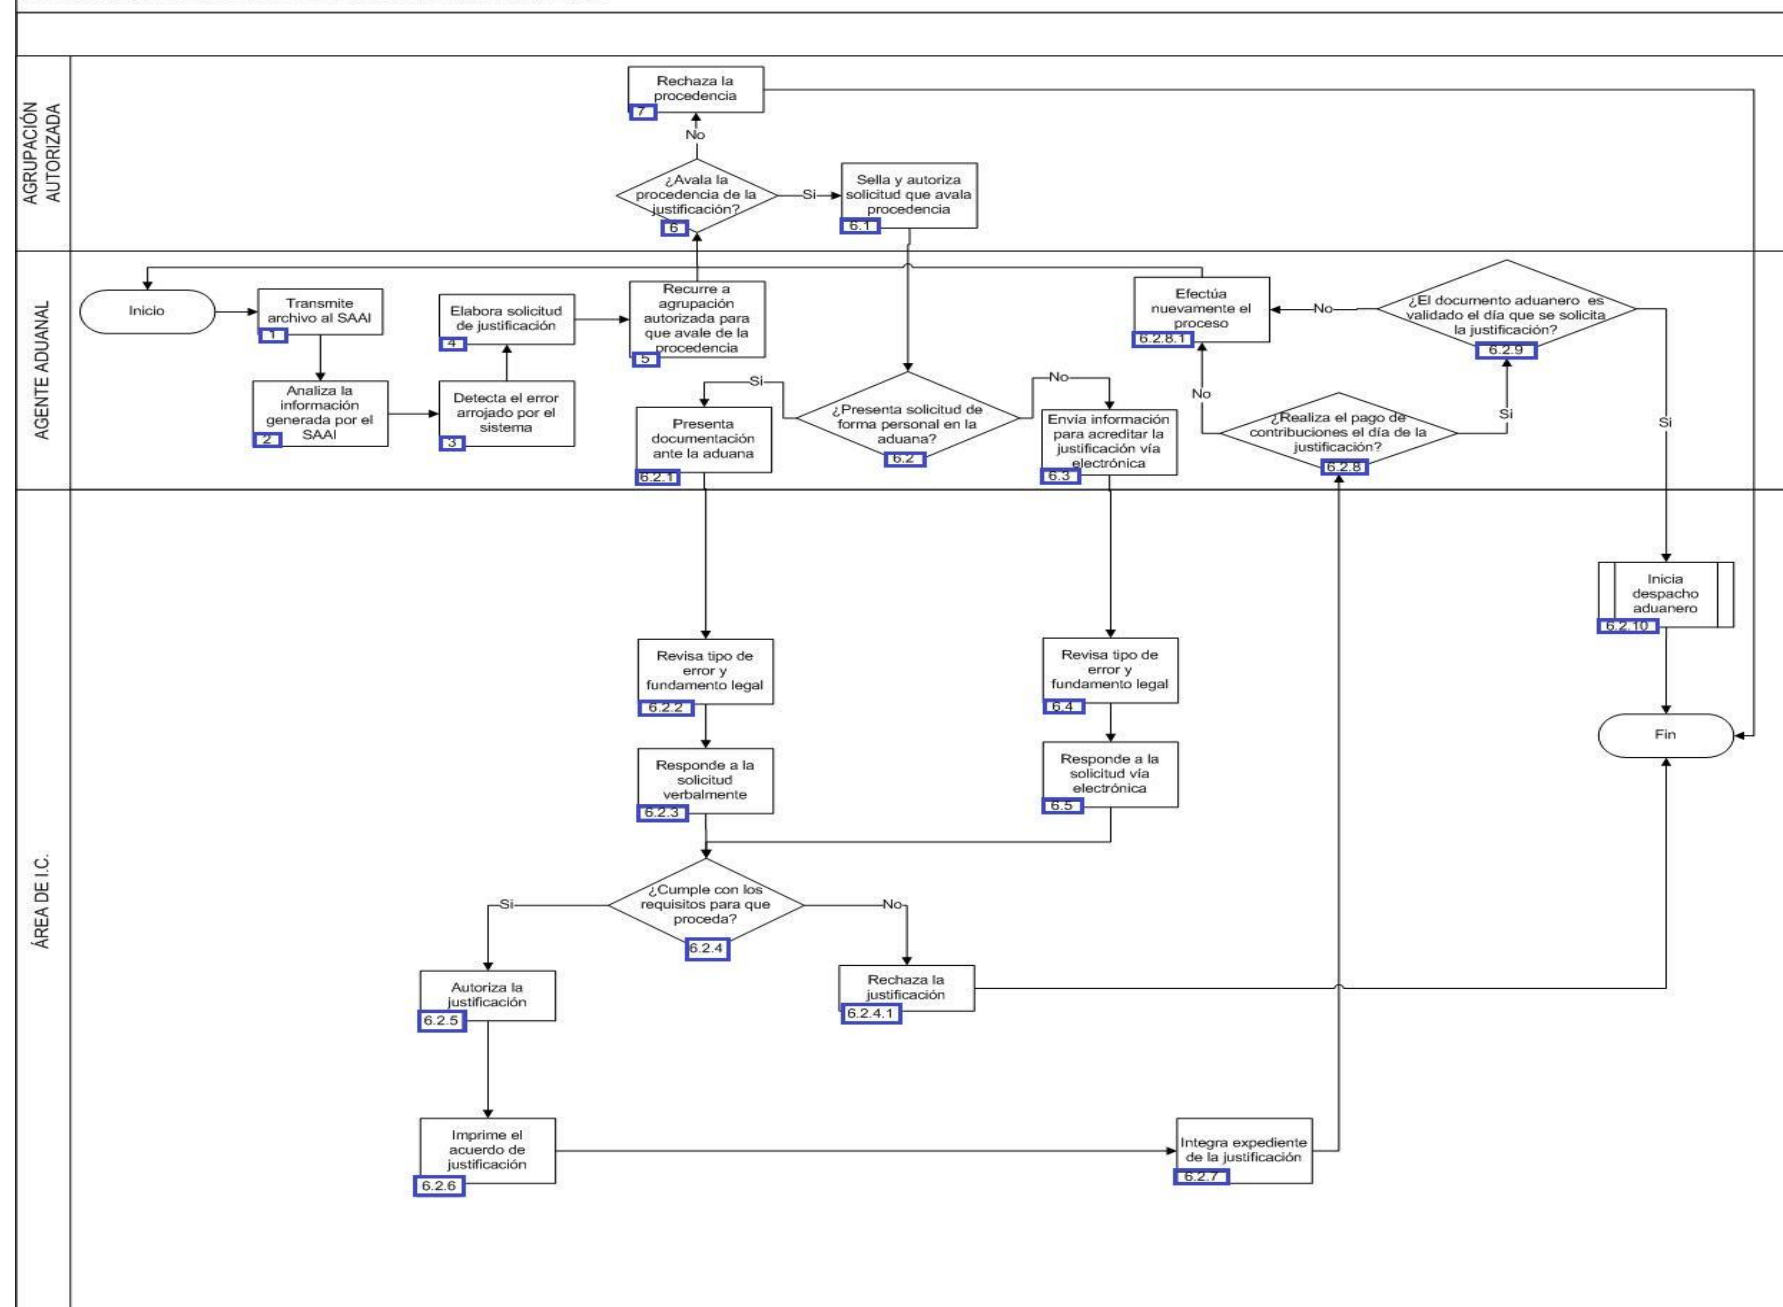 AGRUPACIÓN
AUTORIZADA
Rechaza la
procedencia
7
No
¿Avala la
procedencia de la
justificación?
6
Si
Sella y autoriza
solicitud que avala
procedencia
6.1
AGENTE ADUANAL
Inicio
Transmite
archivo al SAAI
1
Analiza la
información
generada por el
SAAI
2
Detecta el error
arrojado por el
sistema
3
Elabora solicitud
de justificación
4
Recurre a
agrupación
autorizada para
que avale de la
procedencia
5
¿Presenta solicitud de
forma personal en la
aduana?
6.2
Si
Presenta
documentación
ante la aduana
6.2.1
No
Envía información
para acreditar la
justificación vía
electrónica
6.3
Efectúa
nuevamente el
proceso
6.2.8.1
No
¿El documento aduanero es
validado el día que se solicita
la justificación?
6.2.9
No
¿Realiza el pago de
contribuciones el día de la
justificación?
6.2.8
Si
Si
ÁREA DE I.C.
Inicia
despacho
aduanero
6.2.10
Revisa tipo de
error y
fundamento legal
6.2.2
Revisa tipo de
error y
fundamento legal
6.4
Responde a la
solicitud
verbalmente
6.2.3
Responde a la
solicitud vía
electrónica
6.5
Fin
¿Cumple con los
requisitos para que
proceda?
6.2.4
Si
No
Autoriza la
justificación
6.2.5
Rechaza la
justificación
6.2.4.1
Imprime el
acuerdo de
justificación
6.2.6
Integra expediente
de la justificación
6.2.7